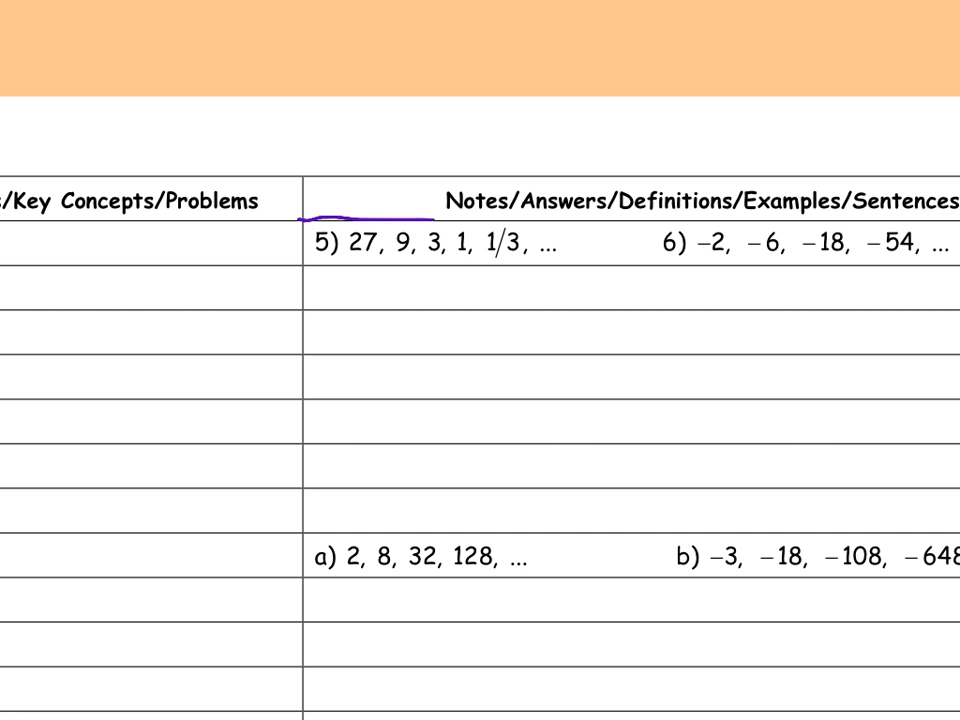 /Key Concepts/Problems Notes/Answers/Definitions/Examples/Sentences
5) 27, 9, 3, 1, 1/3, ... 6) −2, −6, −18, −54, ...
a) 2, 8, 32, 128, ... b) −3, −18, −108, −648